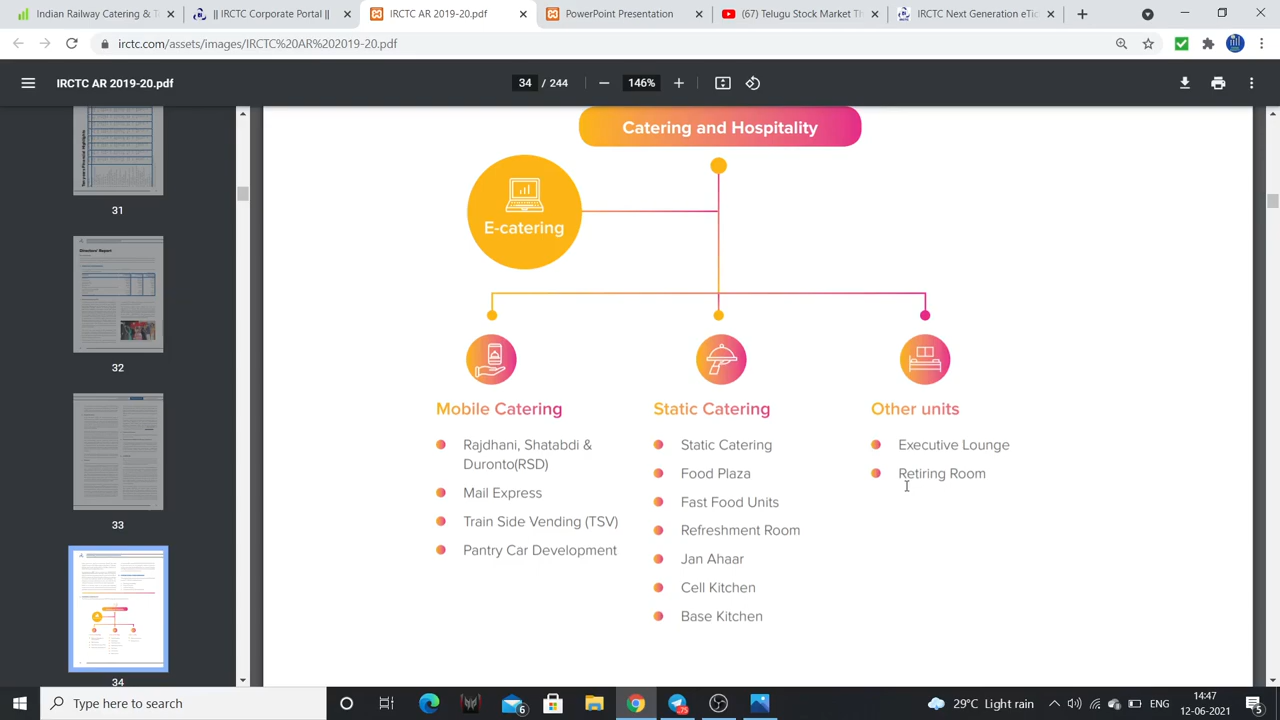 Indian Railway Catering & T
|| IRCTC Corporate Portal ||
IRCTC AR 2019-20.pdf
PowerPoint Presentation
(67) Telugu Stock Market Th
IRCTC Next Generation eTic
irctc.com/assets/images/IRCTC%20AR%202019-20.pdf
IRCTC AR 2019-20.pdf
34 / 244
146%
31
Directors' Report
32
33
34
Catering and Hospitality
E-catering
Mobile Catering
Rajdhani, Shatabdi &
Duronto(RSD)
Mail Express
Train Side Vending (TSV)
Pantry Car Development
Static Catering
Static Catering
Food Plaza
Fast Food Units
Refreshment Room
Jan Ahaar
Cell Kitchen
Base Kitchen
Other units
Executive Lounge
Retiring Room
Type here to search
6
75
29°C Light rain
ENG
14:47
12-06-2021
5